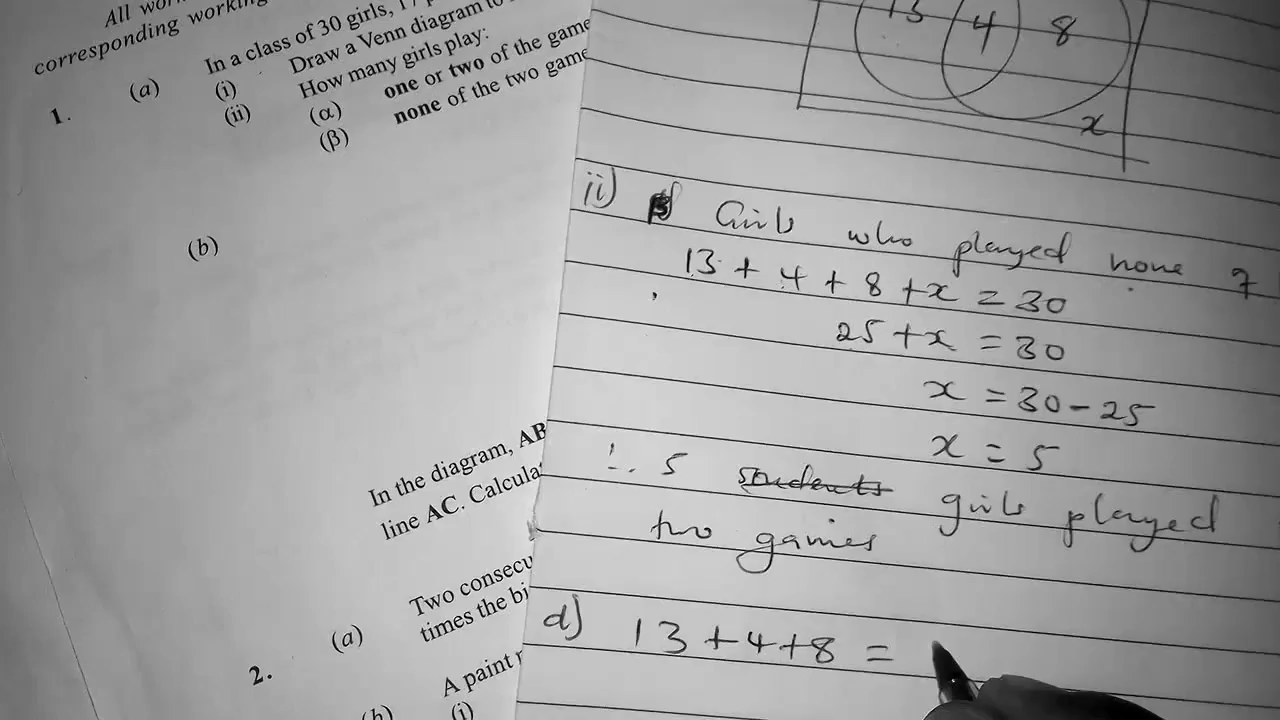 All
corresponding working
1.
(a)
In a class of 30 girls, 17
(i)
Draw a Venn diagram to
(ii)
How many girls play:
(α)
one or two of the game
(β)
none of the two game
(b)
In the diagram, AB
line AC. Calcula
2.
(a)
Two consecu
times the bi
(b)
A paint
(i)
13 4 8
x
ii) β Girls who played none
13 + 4 + 8 + x = 30
25 + x = 30
x = 30 - 25
x = 5
∴ 5 students girls played
two games
α) 13 + 4 + 8 =